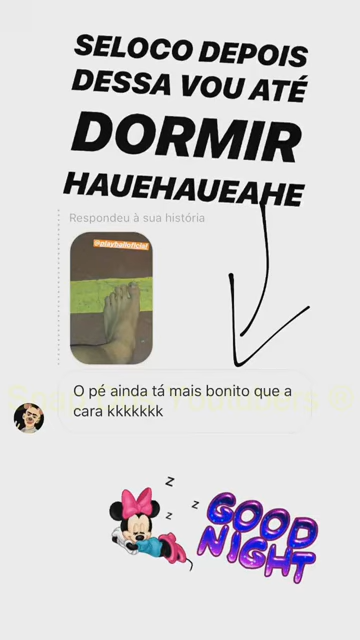 SELOCO DEPOIS
DESSA VOU ATÉ
DORMIR
HAUEHAUEAHE
Respondeu à sua história
@playballoficial
O pé ainda tá mais bonito que a
cara kkkkkkk
z
z
z
GOOD
NIGHT